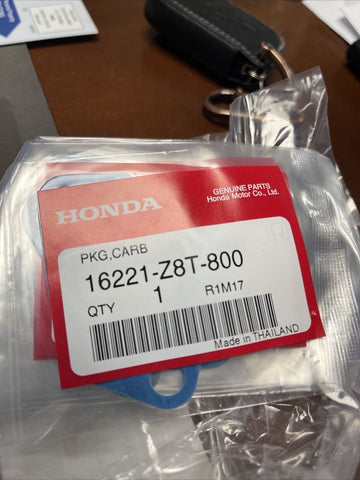 HONDA
GENUINE PARTS
Honda Motor Co., Ltd.
PKG,CARB
16221-Z8T-800
QTY 1 R1M17
Made in THAILAND